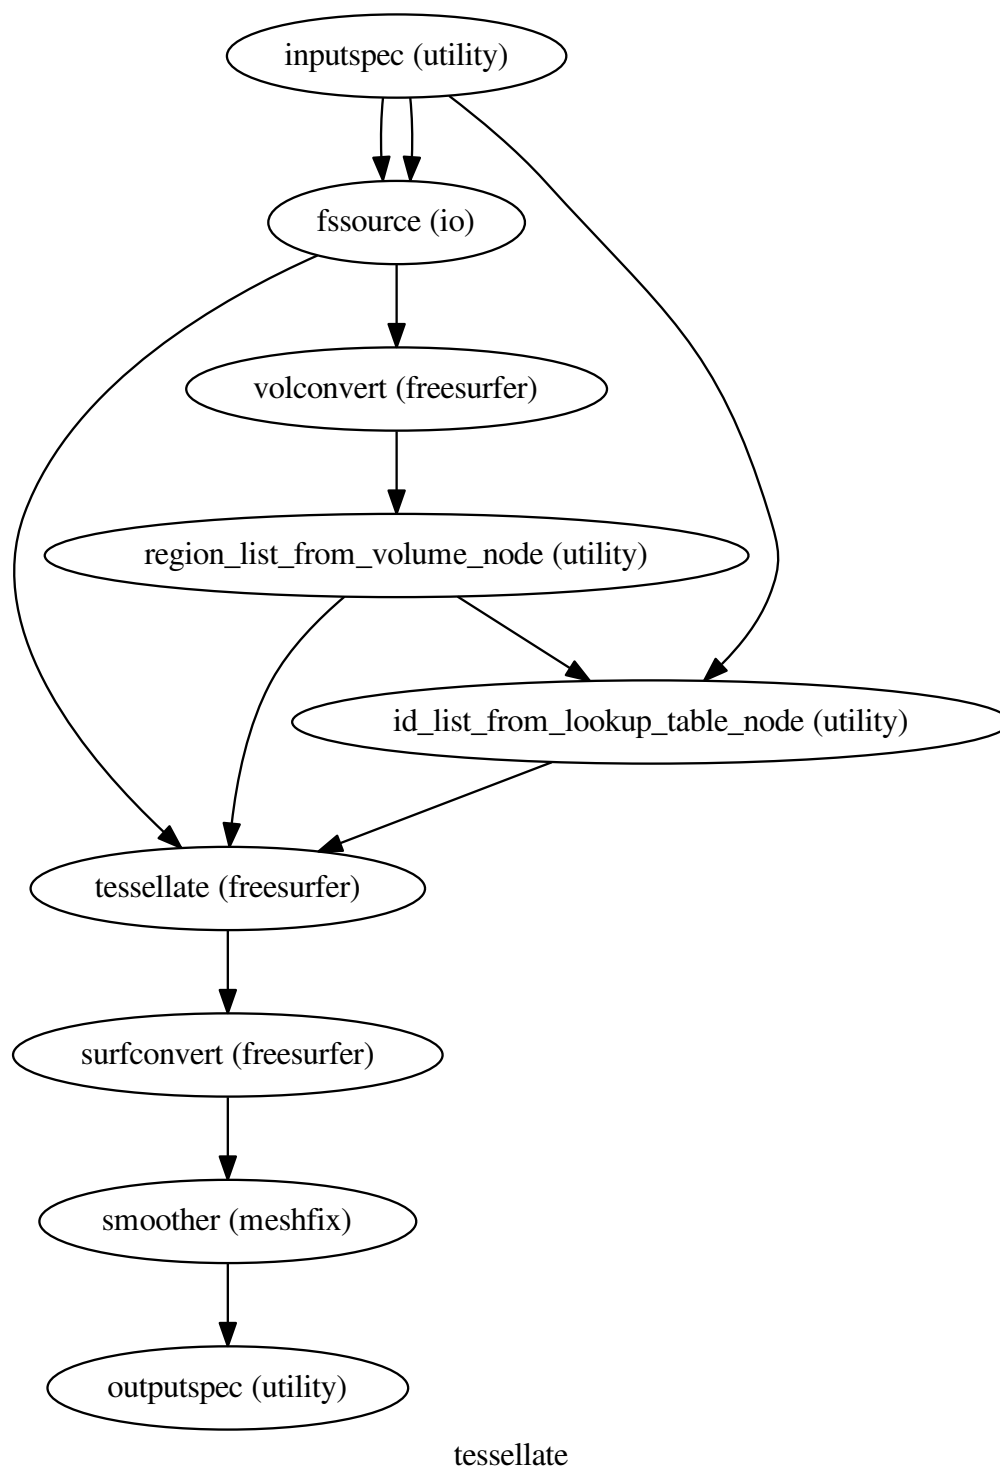 inputspec (utility)
fssource (io)
volconvert (freesurfer)
region_list_from_volume_node (utility)
id_list_from_lookup_table_node (utility)
tessellate (freesurfer)
surfconvert (freesurfer)
smoother (meshfix)
outputspec (utility)
tessellate